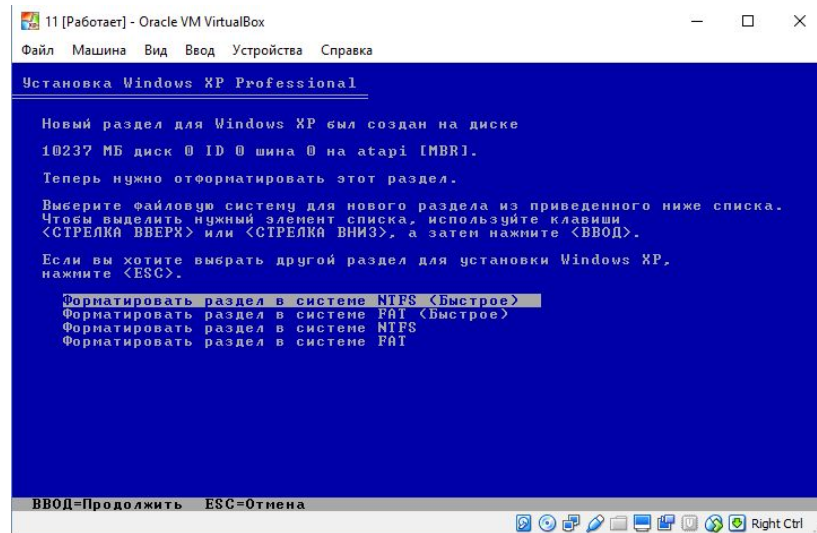 11 [Работает] - Oracle VM VirtualBox
Файл Машина Вид Ввод Устройства Справка
Установка Windows XP Professional
Новый раздел для Windows XP был создан на диске
10237 МБ диск 0 ID 0 шина 0 на atapi [MBR].
Теперь нужно отформатировать этот раздел.
Выберите файловую систему для нового раздела из приведенного ниже списка.
Чтобы выделить нужный элемент списка, используйте клавиши
<СТРЕЛКА ВВЕРХ> или <СТРЕЛКА ВНИЗ>, а затем нажмите <ВВОД>.
Если вы хотите выбрать другой раздел для установки Windows XP,
нажмите <ESC>.
Форматировать раздел в системе NTFS (Быстрое)
Форматировать раздел в системе FAT (Быстрое)
Форматировать раздел в системе NTFS
Форматировать раздел в системе FAT
ВВОД=Продолжить ESC=Отмена
Right Ctrl